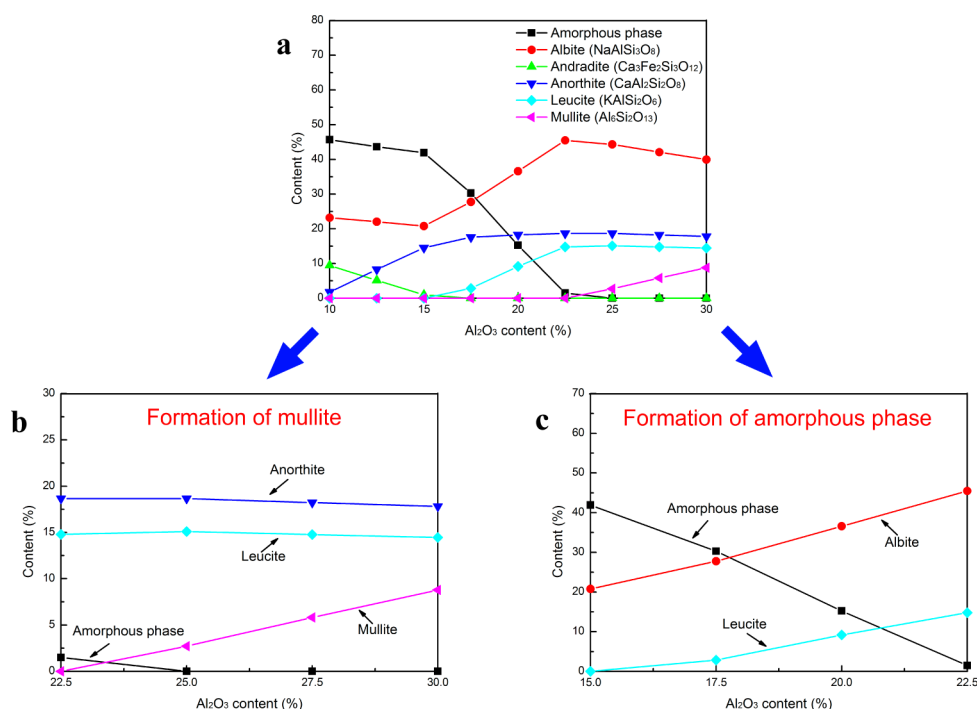 a
80
70
60
50
40
30
20
10
0
Content (%)
Amorphous phase
Albite (NaAlSi₃O₈)
Andradite (Ca₃Fe₂Si₃O₁₂)
Anorthite (CaAl₂Si₂O₈)
Leucite (KAlSi₂O₆)
Mullite (Al₆Si₂O₁₃)
10 15 20 25 30
Al₂O₃ content (%)
b
Formation of mullite
30
25
20
15
10
5
0
Content (%)
Anorthite
Leucite
Amorphous phase
Mullite
22.5 25.0 27.5 30.0
Al₂O₃ content (%)
c
Formation of amorphous phase
70
60
50
40
30
20
10
0
Content (%)
Amorphous phase
Albite
Leucite
15.0 17.5 20.0 22.5
Al₂O₃ content (%)